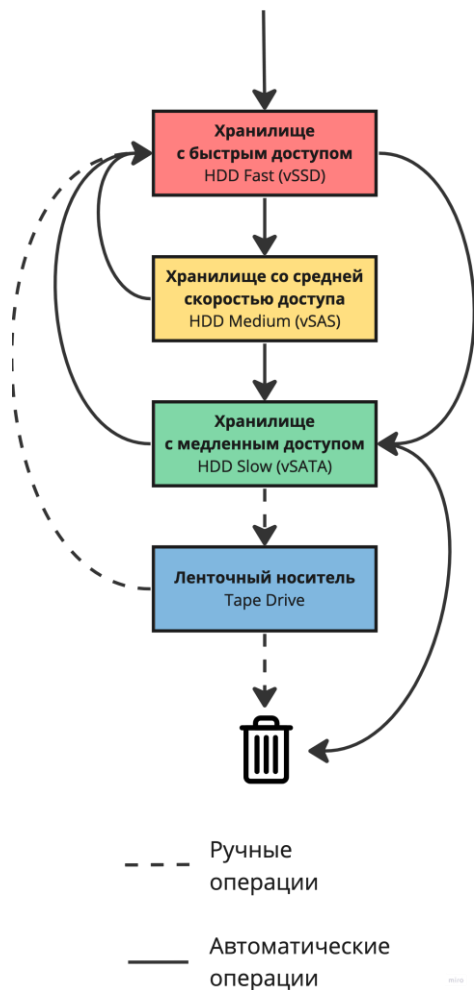 Хранилище
с быстрым доступом
HDD Fast (vSSD)
Хранилище со средней
скоростью доступа
HDD Medium (vSAS)
Хранилище
с медленным доступом
HDD Slow (vSATA)
Ленточный носитель
Tape Drive
Ручные
операции
Автоматические
операции
miro